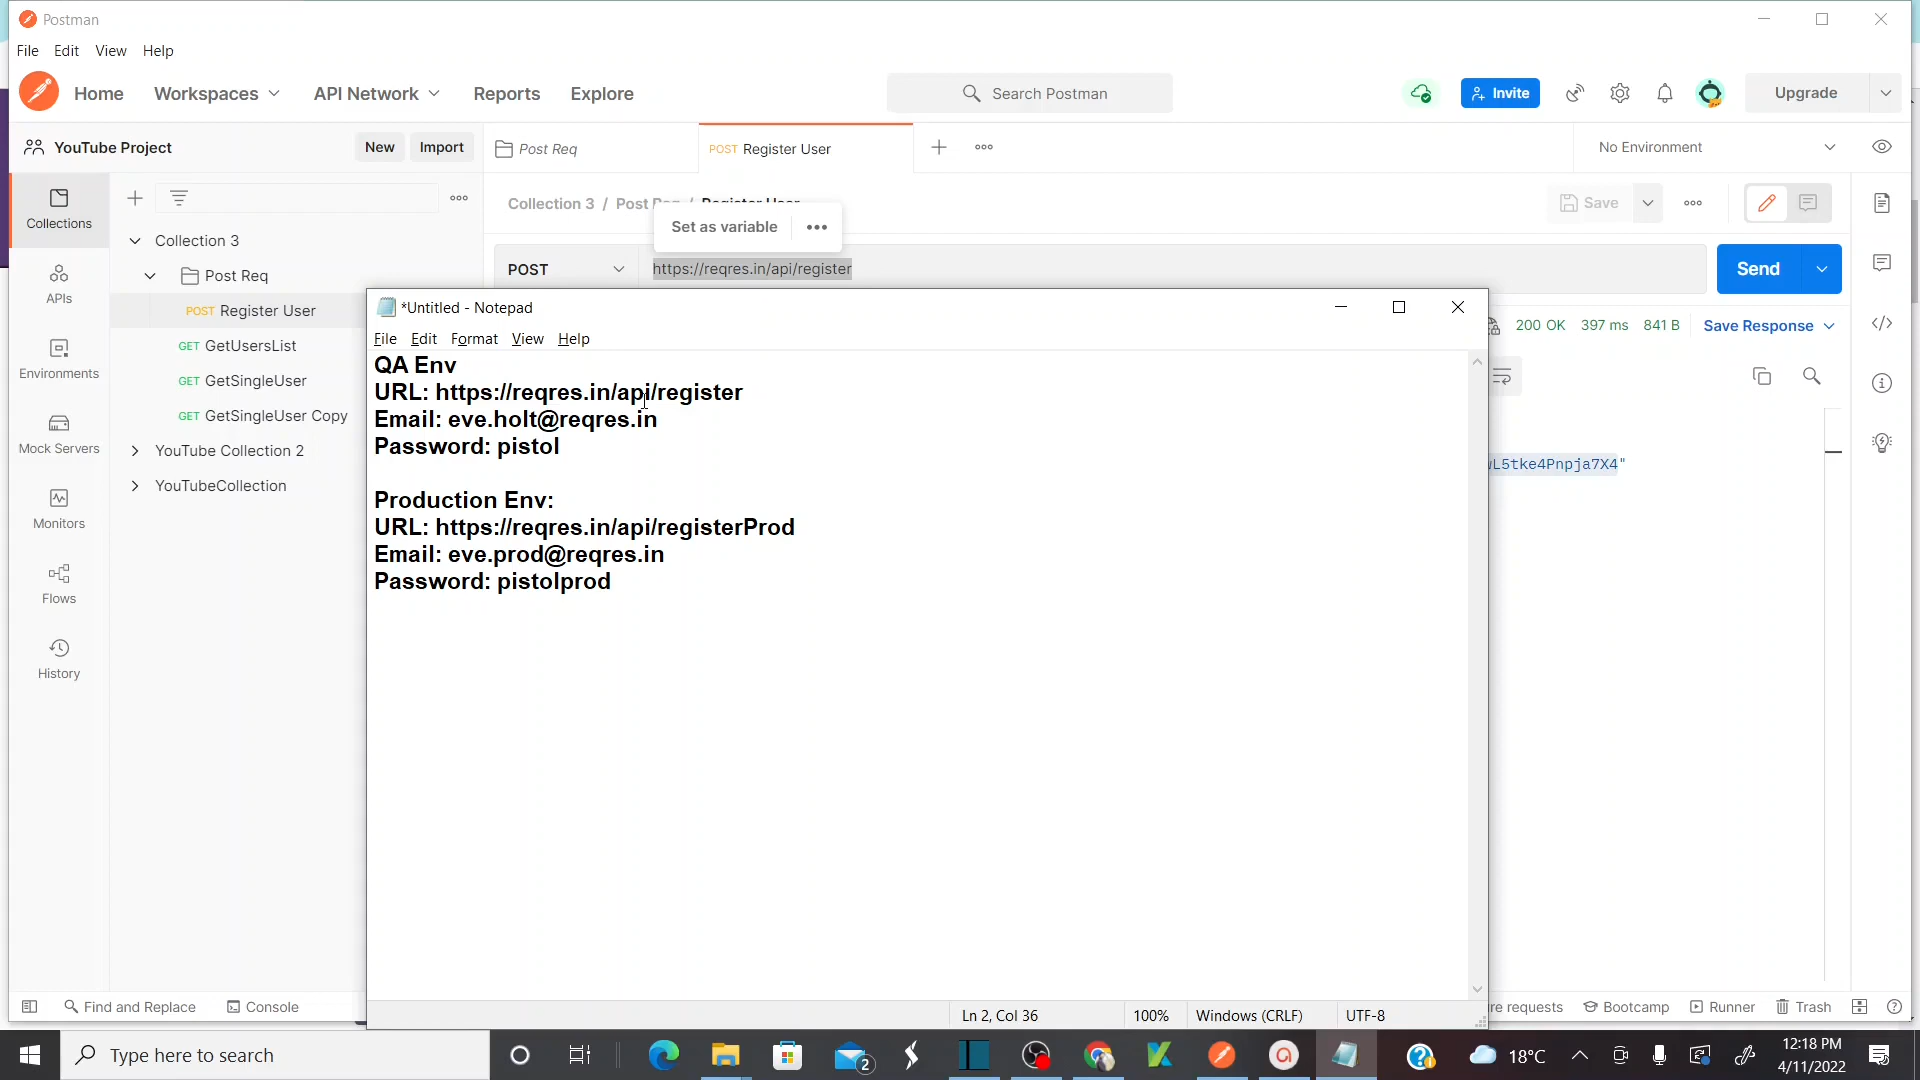 Postman
File Edit View Help
Home Workspaces API Network Reports Explore
Search Postman
Invite
Upgrade
YouTube Project
New Import
Post Req
POST Register User
No Environment
Collections
Collection 3
Post Req
POST Register User
GET GetUsersList
GET GetSingleUser
GET GetSingleUser Copy
YouTube Collection 2
YouTubeCollection
APIs
Environments
Mock Servers
Monitors
Flows
History
Collection 3 / Post Req / Register User
Save
Set as variable
POST https://reqres.in/api/register
Send
200 OK 397 ms 841 B Save Response
wL5tke4Pnpja7X4"
*Untitled - Notepad
File Edit Format View Help
QA Env
URL: https://reqres.in/api/register
Email: eve.holt@reqres.in
Password: pistol
Production Env:
URL: https://reqres.in/api/registerProd
Email: eve.prod@reqres.in
Password: pistolprod
Ln 2, Col 36 100% Windows (CRLF) UTF-8
Find and Replace Console
requests Bootcamp Runner Trash
Type here to search
2
18°C
12:18 PM
4/11/2022